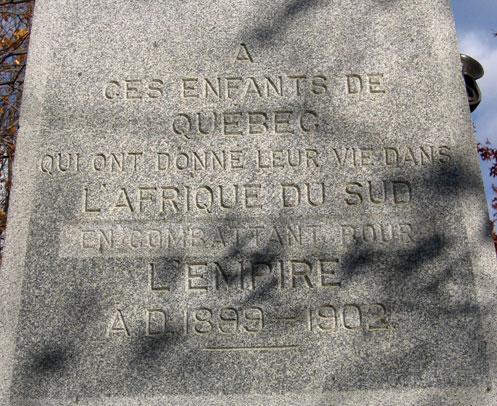 A
CES ENFANTS DE
QUEBEC
QUI ONT DONNE LEUR VIE DANS
L'AFRIQUE DU SUD
EN COMBATTANT POUR
L'EMPIRE
A.D. 1899-1902.